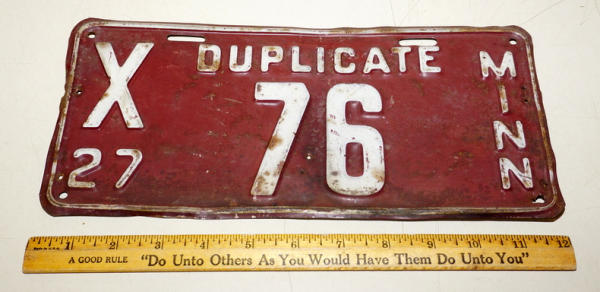 X DUPLICATE MINN
27 76
1 2 3 4 5 6 7 8 9 10 11 12
A GOOD RULE "Do Unto Others As You Would Have Them Do Unto You"